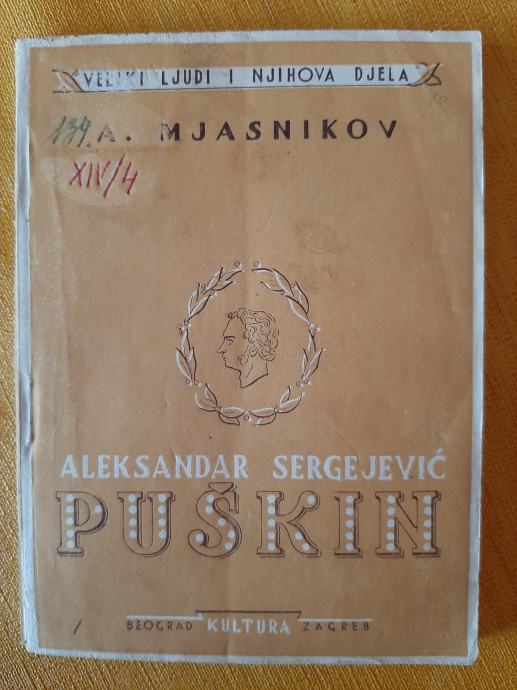 VELIKI LJUDI I NJIHOVA DJELA
139. A. MJASNIKOV
XIV/4
ALEKSANDAR SERGEJEVIĆ
PUŠKIN
BEOGRAD KULTURA ZAGREB